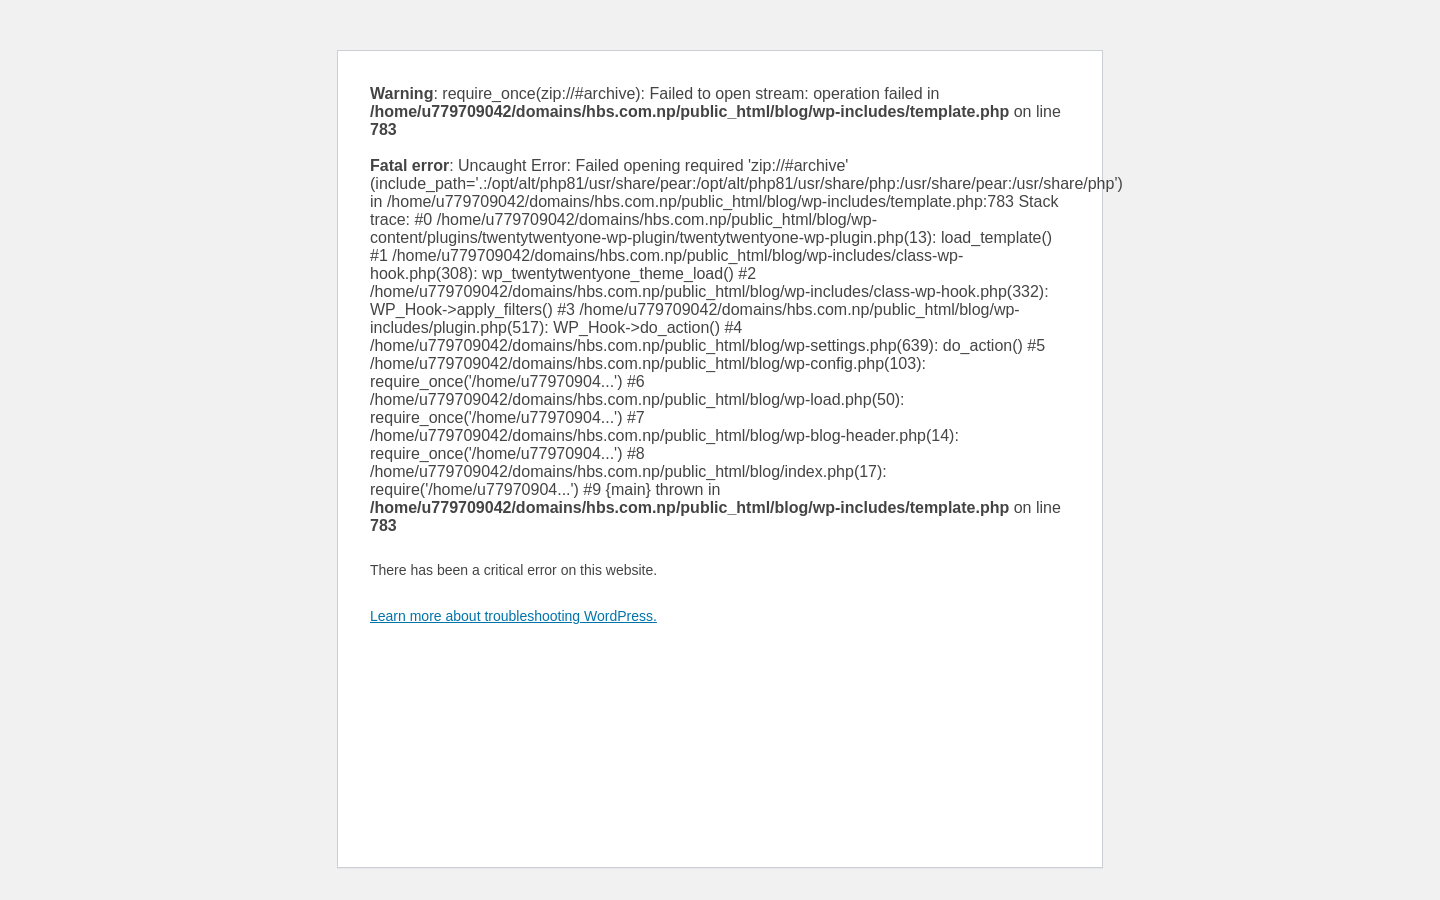 Warning: require_once(zip://#archive): Failed to open stream: operation failed in
/home/u779709042/domains/hbs.com.np/public_html/blog/wp-includes/template.php on line
783
Fatal error: Uncaught Error: Failed opening required 'zip://#archive'
(include_path='.:/opt/alt/php81/usr/share/pear:/opt/alt/php81/usr/share/php:/usr/share/pear:/usr/share/php')
in /home/u779709042/domains/hbs.com.np/public_html/blog/wp-includes/template.php:783 Stack
trace: #0 /home/u779709042/domains/hbs.com.np/public_html/blog/wp-
content/plugins/twentytwentyone-wp-plugin/twentytwentyone-wp-plugin.php(13): load_template()
#1 /home/u779709042/domains/hbs.com.np/public_html/blog/wp-includes/class-wp-
hook.php(308): wp_twentytwentyone_theme_load() #2
/home/u779709042/domains/hbs.com.np/public_html/blog/wp-includes/class-wp-hook.php(332):
WP_Hook->apply_filters() #3 /home/u779709042/domains/hbs.com.np/public_html/blog/wp-
includes/plugin.php(517): WP_Hook->do_action() #4
/home/u779709042/domains/hbs.com.np/public_html/blog/wp-settings.php(639): do_action() #5
/home/u779709042/domains/hbs.com.np/public_html/blog/wp-config.php(103):
require_once('/home/u77970904...') #6
/home/u779709042/domains/hbs.com.np/public_html/blog/wp-load.php(50):
require_once('/home/u77970904...') #7
/home/u779709042/domains/hbs.com.np/public_html/blog/wp-blog-header.php(14):
require_once('/home/u77970904...') #8
/home/u779709042/domains/hbs.com.np/public_html/blog/index.php(17):
require('/home/u77970904...') #9 {main} thrown in
/home/u779709042/domains/hbs.com.np/public_html/blog/wp-includes/template.php on line
783
There has been a critical error on this website.
Learn more about troubleshooting WordPress.